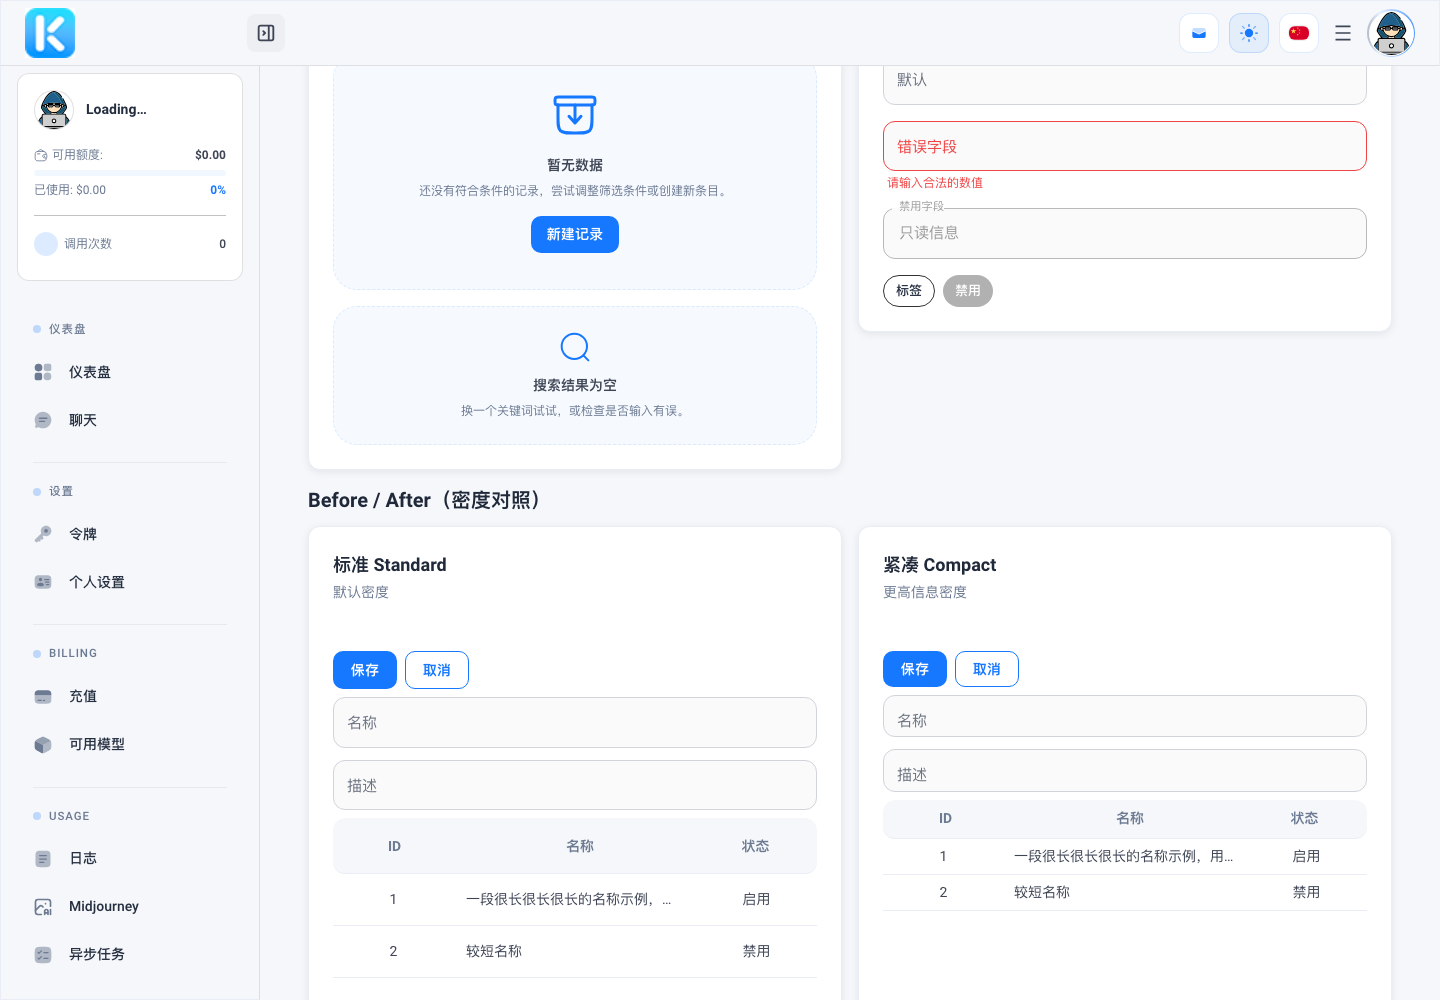 K
Loading...
可用额度:
$0.00
已使用: $0.00
0%
调用次数
0
仪表盘
仪表盘
聊天
设置
令牌
个人设置
BILLING
充值
可用模型
USAGE
日志
Midjourney
异步任务
暂无数据
还没有符合条件的记录，尝试调整筛选条件或创建新条目。
新建记录
搜索结果为空
换一个关键词试试，或检查是否输入有误。
默认
错误字段
请输入合法的数值
禁用字段
只读信息
标签
禁用
Before / After（密度对照）
标准 Standard
默认密度
保存
取消
名称
描述
ID 名称 状态
1 一段很长很长很长的名称示例，... 启用
2 较短名称 禁用
紧凑 Compact
更高信息密度
保存
取消
名称
描述
ID 名称 状态
1 一段很长很长很长的名称示例，用... 启用
2 较短名称 禁用